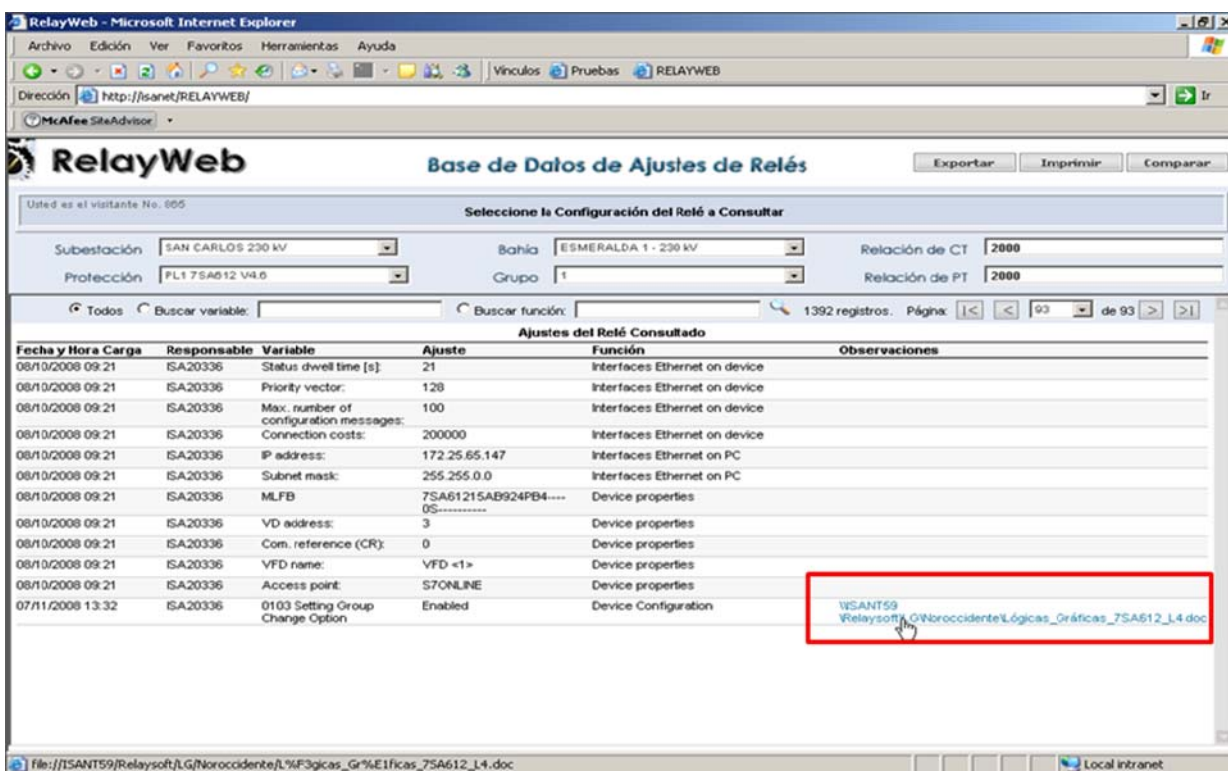 RelayWeb - Microsoft Internet Explorer
Archivo Edición Ver Favoritos Herramientas Ayuda
Vínculos Pruebas RELAYWEB
Dirección http://isanet/RELAYWEB/ Ir
McAfee SiteAdvisor
RelayWeb Base de Datos de Ajustes de Relés Exportar Imprimir Comparar
Usted es el visitante No. 865
Seleccione la Configuración del Relé a Consultar
Subestación SAN CARLOS 230 kV Bahía ESMERALDA 1 - 230 kV Relación de CT 2000
Protección PL1 7SA612 V4.6 Grupo 1 Relación de PT 2000
Todos Buscar variable: Buscar función: 1392 registros. Página: |< < 93 de 93 > >|
Ajustes del Relé Consultado
Fecha y Hora Carga Responsable Variable Ajuste Función Observaciones
08/10/2008 09:21 ISA20336 Status dwell time [s]: 21 Interfaces Ethernet on device
08/10/2008 09:21 ISA20336 Priority vector: 128 Interfaces Ethernet on device
08/10/2008 09:21 ISA20336 Max. number of configuration messages: 100 Interfaces Ethernet on device
08/10/2008 09:21 ISA20336 Connection costs: 200000 Interfaces Ethernet on device
08/10/2008 09:21 ISA20336 IP address: 172.25.65.147 Interfaces Ethernet on PC
08/10/2008 09:21 ISA20336 Subnet mask: 255.255.0.0 Interfaces Ethernet on PC
08/10/2008 09:21 ISA20336 MLFB 7SA61215AB924PB4----0S---------- Device properties
08/10/2008 09:21 ISA20336 VD address: 3 Device properties
08/10/2008 09:21 ISA20336 Com. reference (CR): 0 Device properties
08/10/2008 09:21 ISA20336 VFD name: VFD <1> Device properties
08/10/2008 09:21 ISA20336 Access point: S7ONLINE Device properties
07/11/2008 13:32 ISA20336 0103 Setting Group Change Option Enabled Device Configuration \\ISANT59
\Relaysoft\LG\Noroccidente\Lógicas_Gráficas_7SA612_L4.doc
file://ISANT59/Relaysoft/LG/Noroccidente/L%F3gicas_Gr%E1ficas_7SA612_L4.doc Local intranet